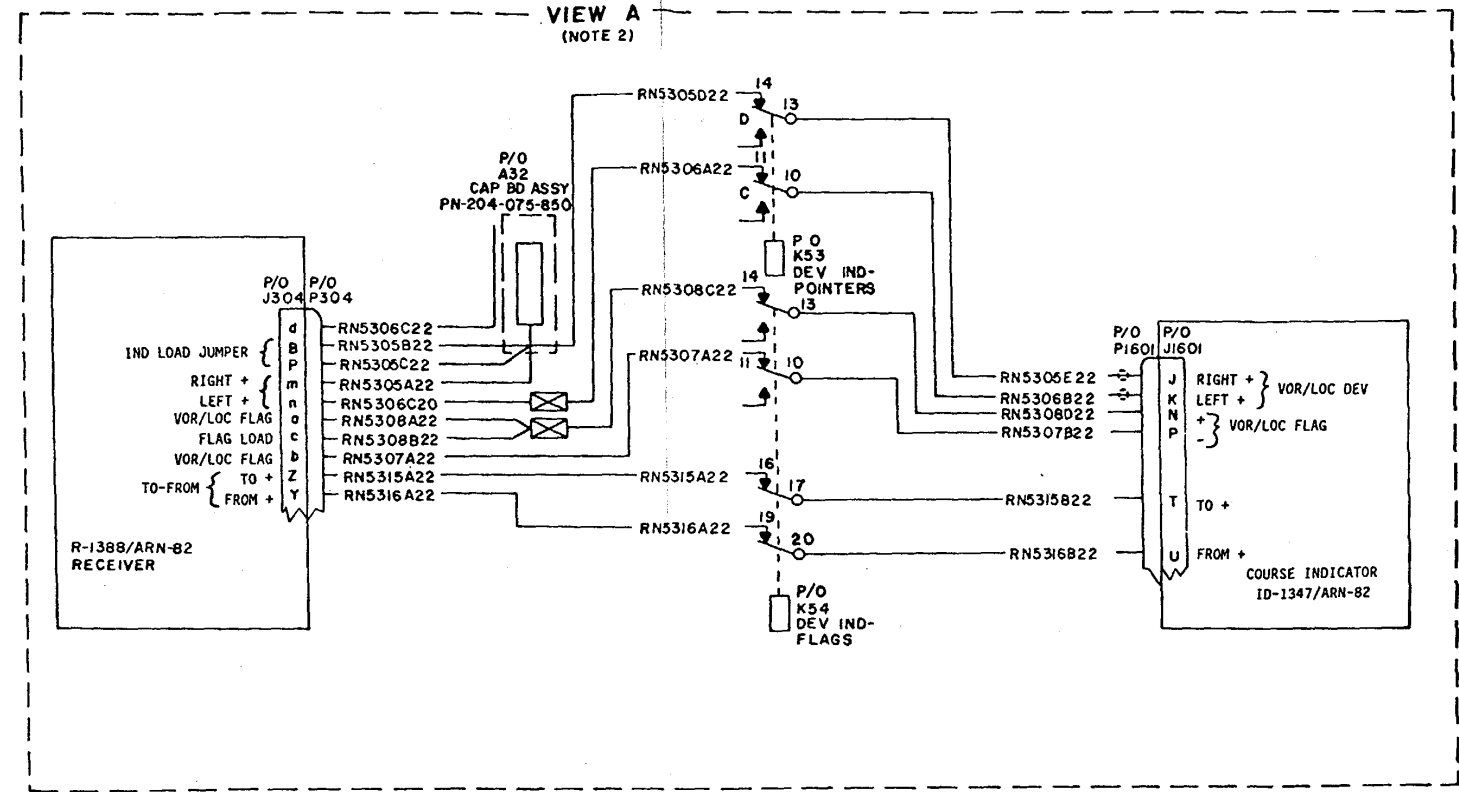 VIEW A
(NOTE 2)
RN5305D22
14
13
D
P/O
A32
CAP BD ASSY
PN-204-075-850
RN5306A22
11
10
C
P O
K53
DEV IND-
POINTERS
P/O P/O
J304 P304
RN5308C22
14
13
d RN5306C22
IND LOAD JUMPER
B RN5305B22
P RN5305C22
RIGHT + m RN5305A22
LEFT + n RN5306C20
VOR/LOC FLAG a RN5308A22
FLAG LOAD c RN5308B22
VOR/LOC FLAG b RN5307A22
TO-FROM
TO + Z RN5315A22
FROM + Y RN5316A22
RN5307A22
11
10
P/O P/O
P1601 J1601
RN5305E22 J RIGHT +
RN5306B22 K LEFT +
VOR/LOC DEV
RN5308D22 N +
RN5307B22 P -
VOR/LOC FLAG
RN5315A22
16
17
RN5315B22 T TO +
RN5316A22
19
20
RN5316B22 U FROM +
R-1388/ARN-82
RECEIVER
COURSE INDICATOR
ID-1347/ARN-82
P/O
K54
DEV IND-
FLAGS